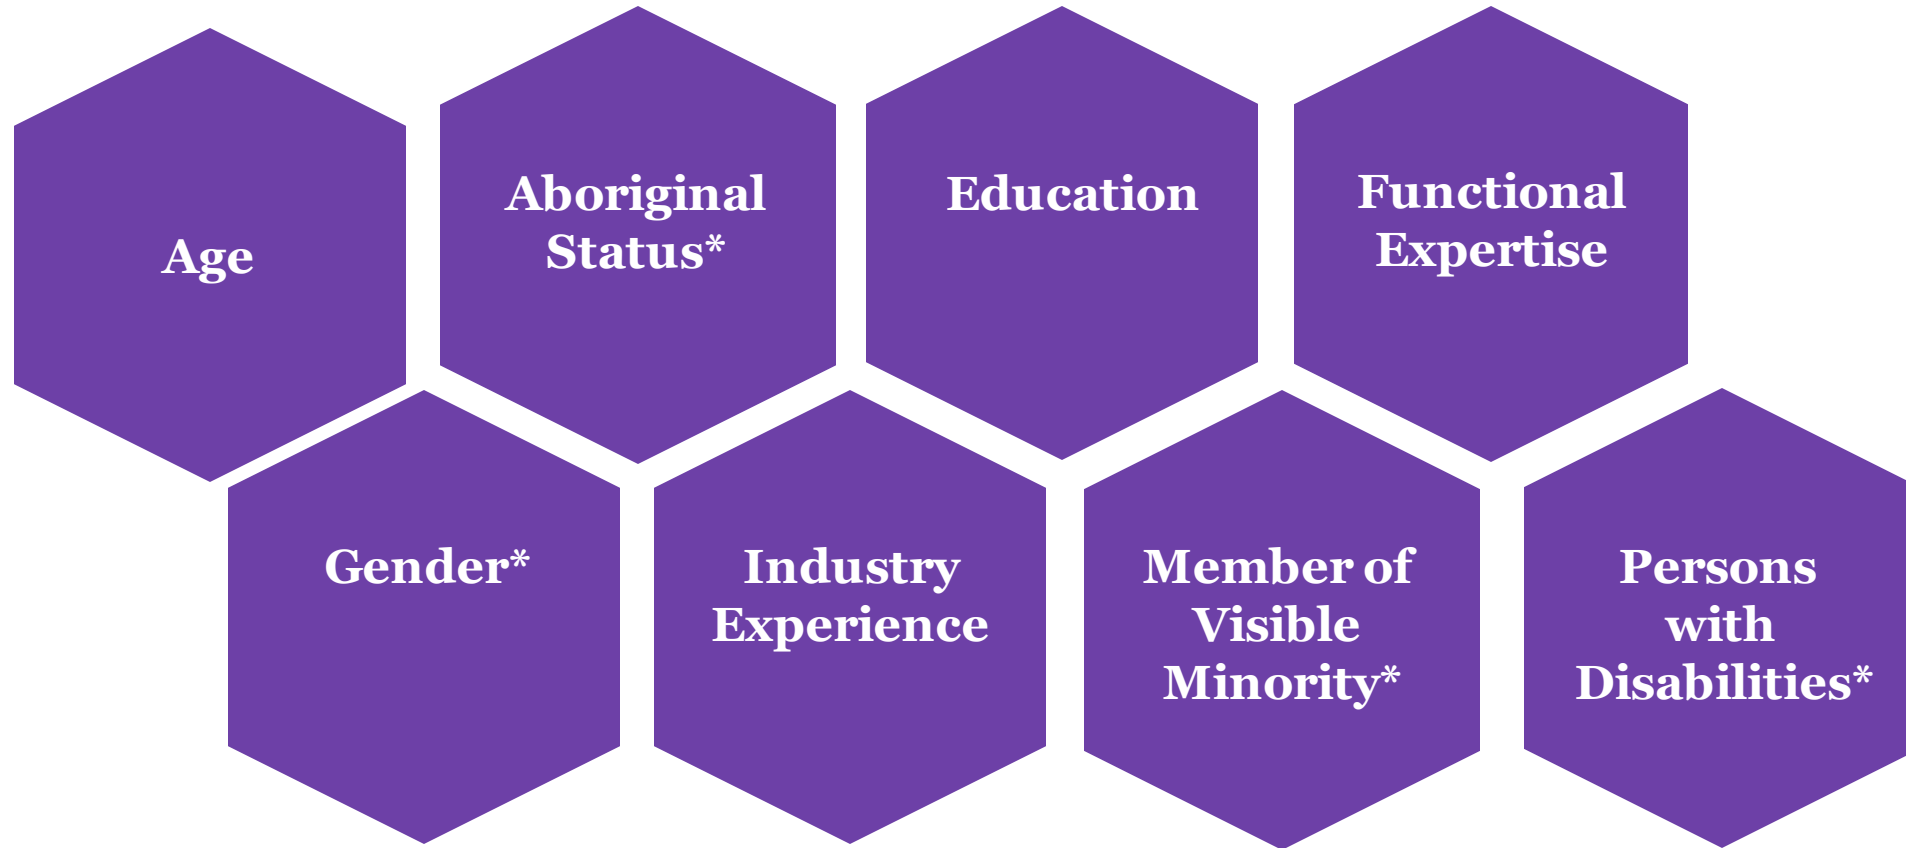 Age
Aboriginal
Status*
Education
Functional
Expertise
Gender*
Industry
Experience
Member of
Visible
Minority*
Persons
with
Disabilities*